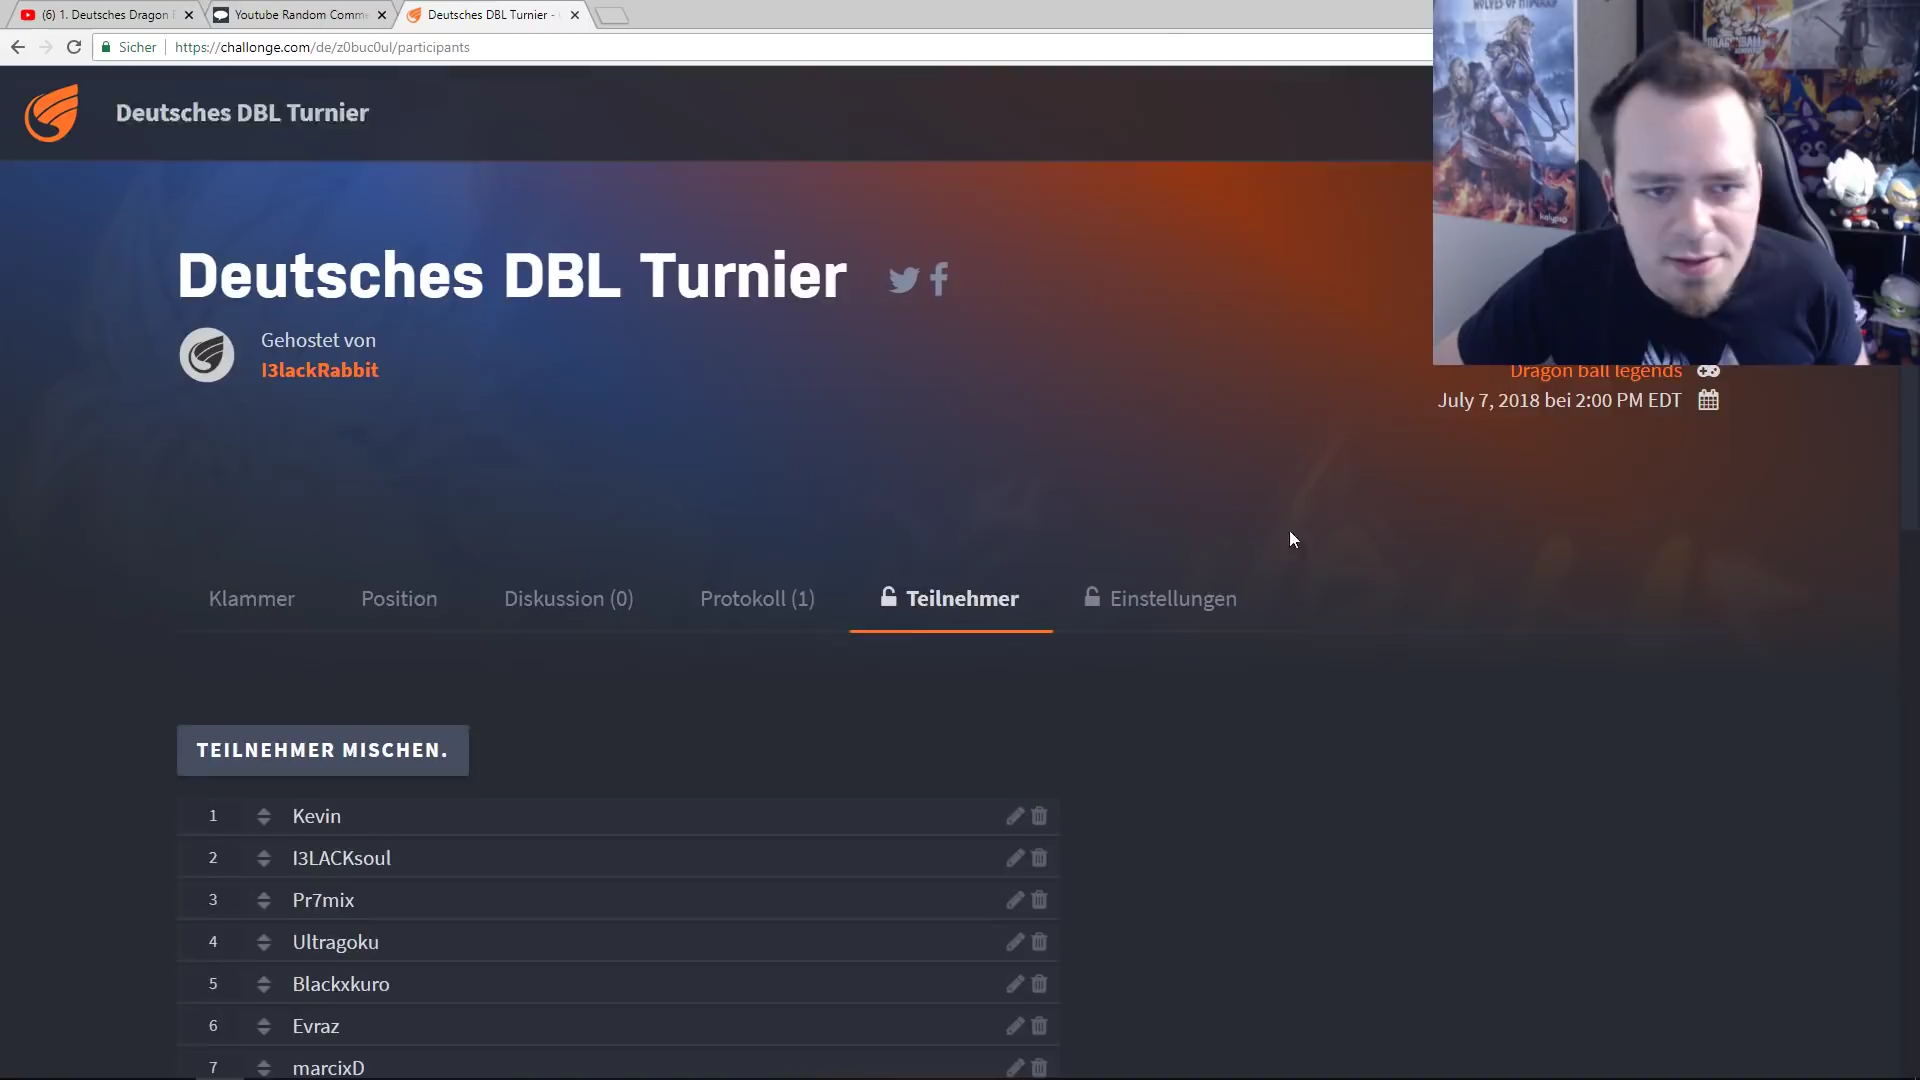 (6) 1. Deutsches Dragon
Youtube Random Comme
Deutsches DBL Turnier -
Sicher
https://challonge.com/de/z0buc0ul/participants
Deutsches DBL Turnier
Deutsches DBL Turnier
Gehostet von
I3lackRabbit
kalypso
Dragon ball legends
July 7, 2018 bei 2:00 PM EDT
Klammer
Position
Diskussion (0)
Protokoll (1)
Teilnehmer
Einstellungen
TEILNEHMER MISCHEN.
1 Kevin
2 I3LACKsoul
3 Pr7mix
4 Ultragoku
5 Blackxkuro
6 Evraz
7 marcixD